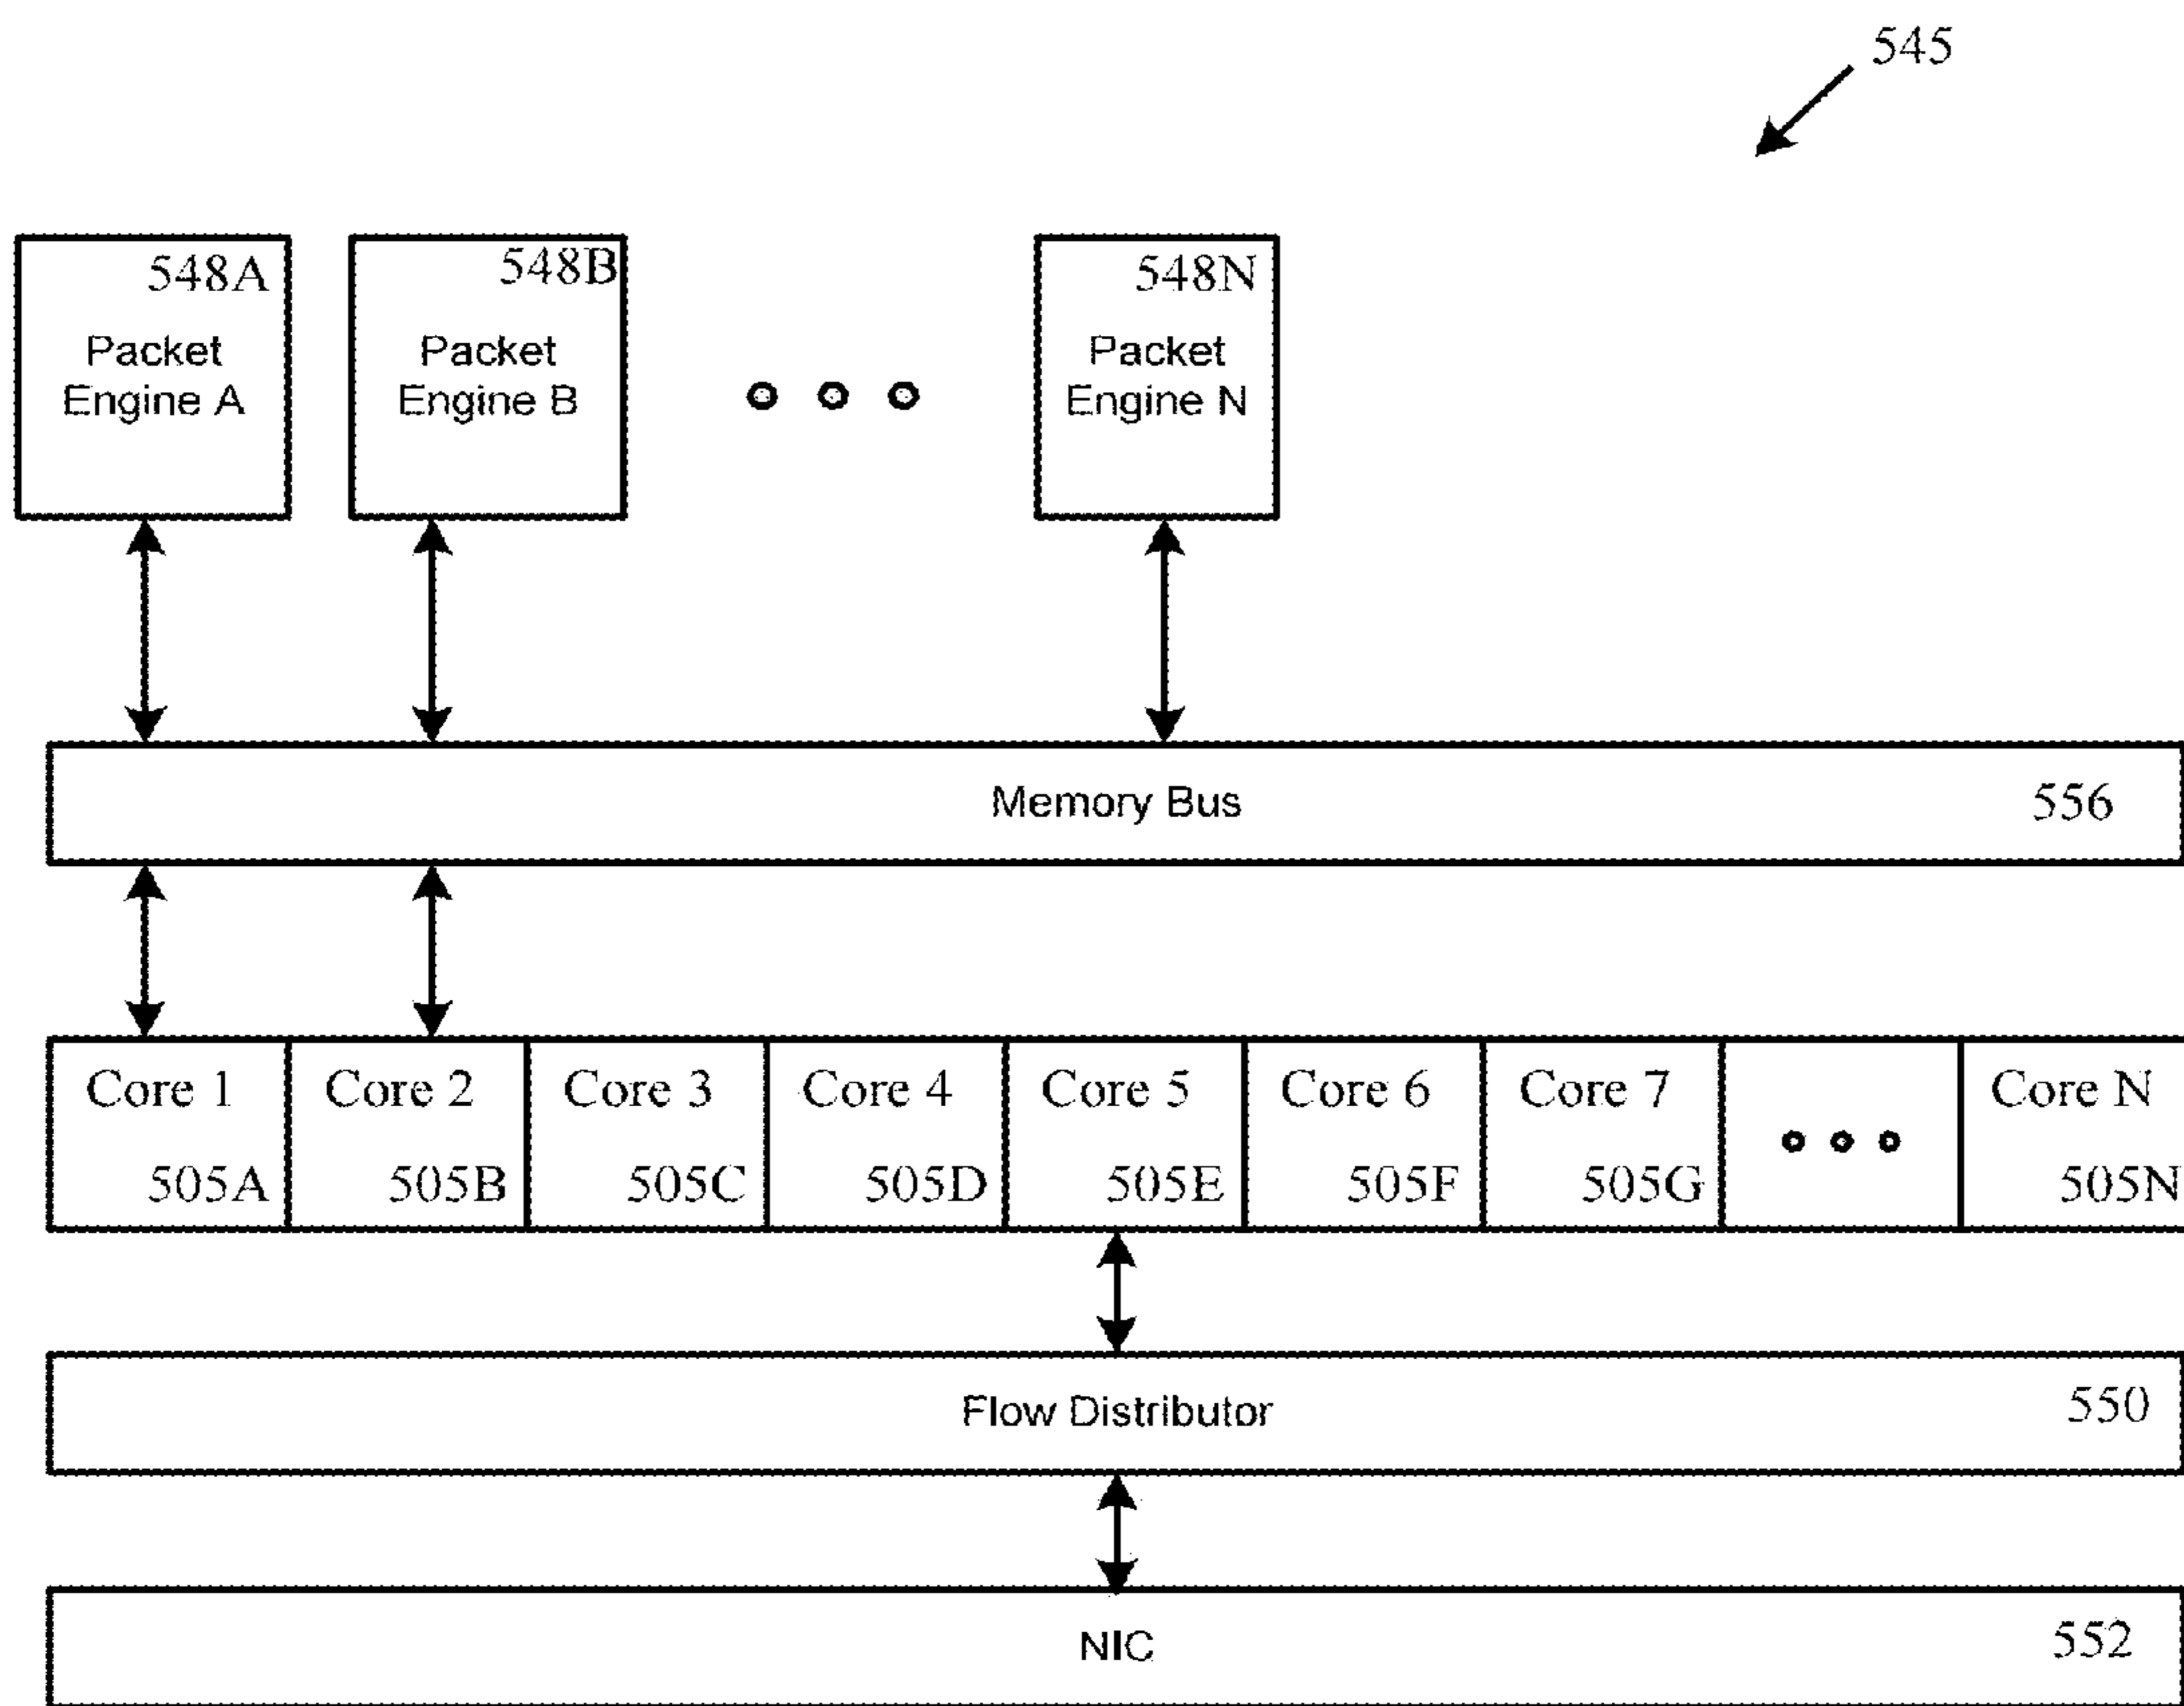 545
548A
Packet
Engine A
548B
Packet
Engine B
548N
Packet
Engine N
Memory Bus 556
Core 1 Core 2 Core 3 Core 4 Core 5 Core 6 Core 7 Core N
505A 505B 505C 505D 505E 505F 505G 505N
Flow Distributor 550
NIC 552